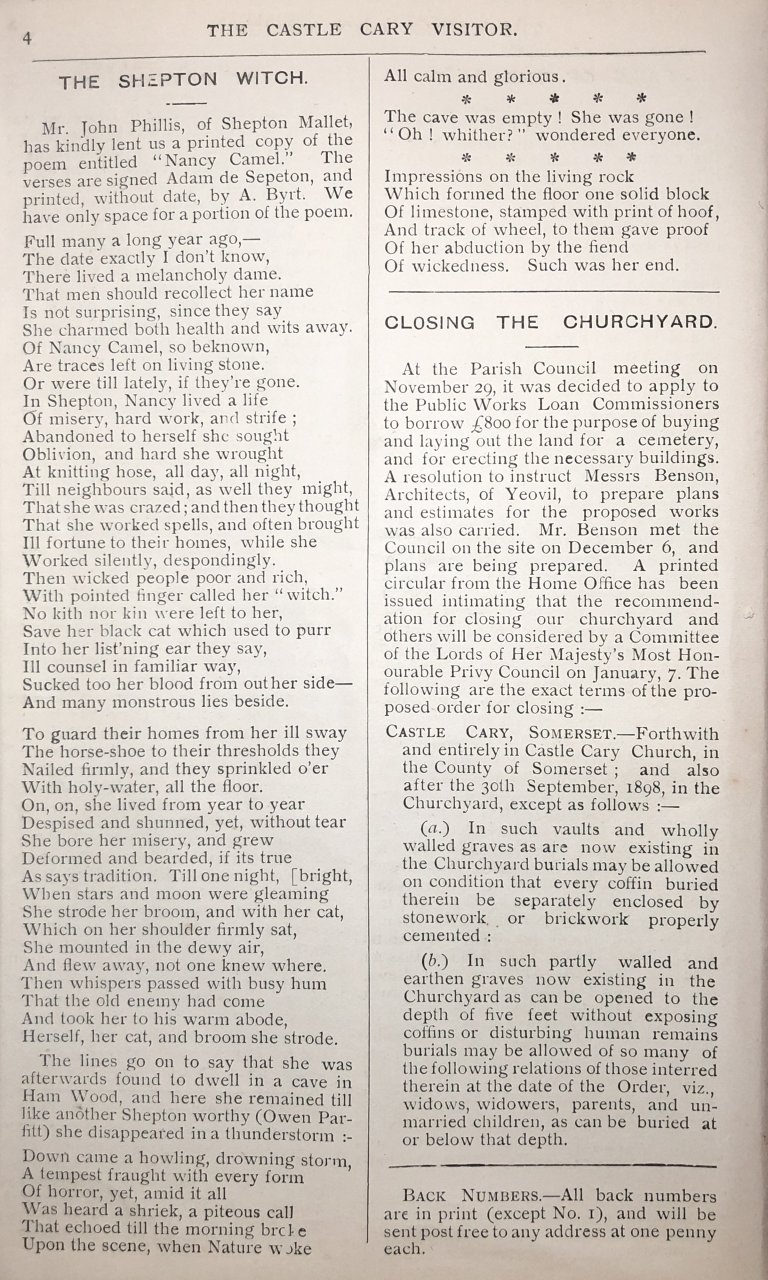 4
THE CASTLE CARY VISITOR.
THE SHEPTON WITCH.
Mr. John Phillis, of Shepton Mallet,
has kindly lent us a printed copy of the
poem entitled "Nancy Camel." The
verses are signed Adam de Sepeton, and
printed, without date, by A. Byrt. We
have only space for a portion of the poem.
Full many a long year ago,—
The date exactly I don't know,
There lived a melancholy dame.
That men should recollect her name
Is not surprising, since they say
She charmed both health and wits away.
Of Nancy Camel, so beknown,
Are traces left on living stone.
Or were till lately, if they're gone.
In Shepton, Nancy lived a life
Of misery, hard work, and strife ;
Abandoned to herself she sought
Oblivion, and hard she wrought
At knitting hose, all day, all night,
Till neighbours said, as well they might,
That she was crazed; and then they thought
That she worked spells, and often brought
Ill fortune to their homes, while she
Worked silently, despondingly.
Then wicked people poor and rich,
With pointed finger called her "witch."
No kith nor kin were left to her,
Save her black cat which used to purr
Into her list'ning ear they say,
Ill counsel in familiar way,
Sucked too her blood from out her side—
And many monstrous lies beside.
To guard their homes from her ill sway
The horse-shoe to their thresholds they
Nailed firmly, and they sprinkled o'er
With holy-water, all the floor.
On, on, she lived from year to year
Despised and shunned, yet, without tear
She bore her misery, and grew
Deformed and bearded, if its true
As says tradition. Till one night, [bright,
When stars and moon were gleaming
She strode her broom, and with her cat,
Which on her shoulder firmly sat,
She mounted in the dewy air,
And flew away, not one knew where.
Then whispers passed with busy hum
That the old enemy had come
And took her to his warm abode,
Herself, her cat, and broom she strode.
The lines go on to say that she was
afterwards found to dwell in a cave in
Ham Wood, and here she remained till
like another Shepton worthy (Owen Par-
fitt) she disappeared in a thunderstorm :-
Down came a howling, drowning storm,
A tempest fraught with every form
Of horror, yet, amid it all
Was heard a shriek, a piteous call
That echoed till the morning broke
Upon the scene, when Nature woke
All calm and glorious.
* * * * *
The cave was empty ! She was gone !
"Oh ! whither?" wondered everyone.
* * * * *
Impressions on the living rock
Which formed the floor one solid block
Of limestone, stamped with print of hoof,
And track of wheel, to them gave proof
Of her abduction by the fiend
Of wickedness. Such was her end.
CLOSING THE CHURCHYARD.
At the Parish Council meeting on
November 29, it was decided to apply to
the Public Works Loan Commissioners
to borrow £800 for the purpose of buying
and laying out the land for a cemetery,
and for erecting the necessary buildings.
A resolution to instruct Messrs Benson,
Architects, of Yeovil, to prepare plans
and estimates for the proposed works
was also carried. Mr. Benson met the
Council on the site on December 6, and
plans are being prepared. A printed
circular from the Home Office has been
issued intimating that the recommend-
ation for closing our churchyard and
others will be considered by a Committee
of the Lords of Her Majesty's Most Hon-
ourable Privy Council on January, 7. The
following are the exact terms of the pro-
posed order for closing :—
CASTLE CARY, SOMERSET.—Forthwith
and entirely in Castle Cary Church, in
the County of Somerset ; and also
after the 30th September, 1898, in the
Churchyard, except as follows :—
(a.) In such vaults and wholly
walled graves as are now existing in
the Churchyard burials may be allowed
on condition that every coffin buried
therein be separately enclosed by
stonework, or brickwork properly
cemented :
(b.) In such partly walled and
earthen graves now existing in the
Churchyard as can be opened to the
depth of five feet without exposing
coffins or disturbing human remains
burials may be allowed of so many of
the following relations of those interred
therein at the date of the Order, viz.,
widows, widowers, parents, and un-
married children, as can be buried at
or below that depth.
BACK NUMBERS.—All back numbers
are in print (except No. 1), and will be
sent post free to any address at one penny
each.